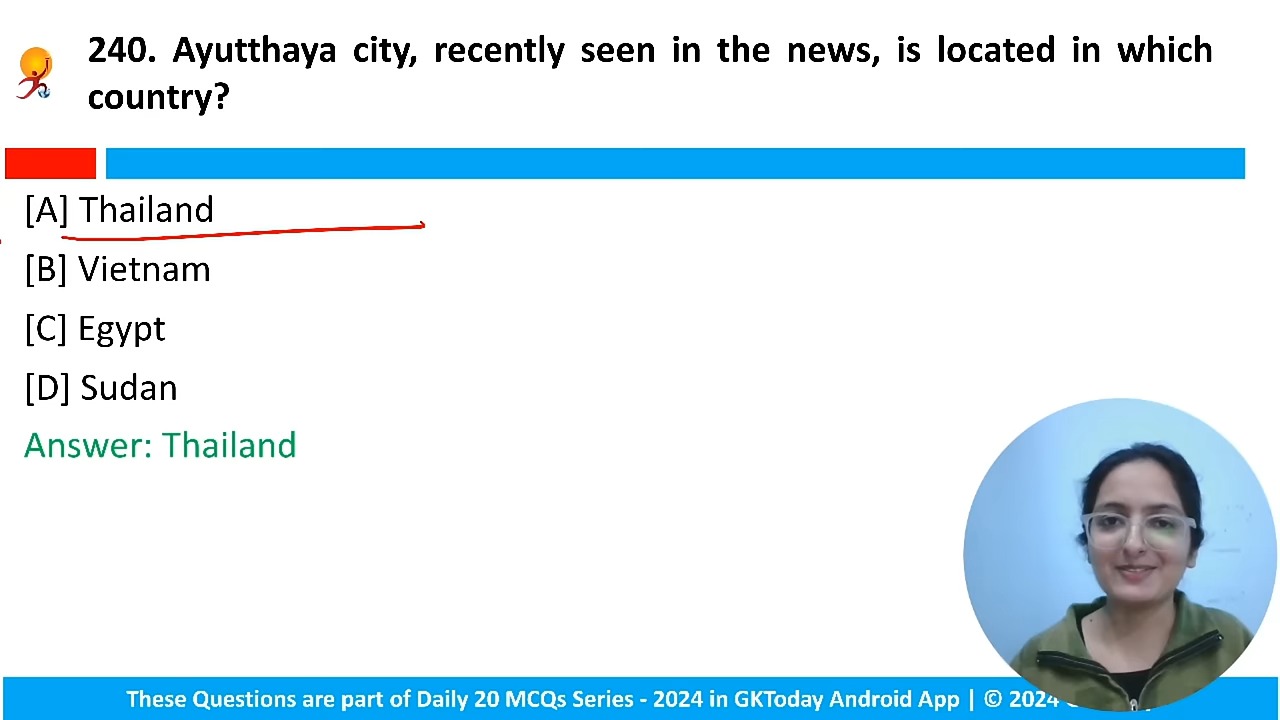 240. Ayutthaya city, recently seen in the news, is located in which
country?
[A] Thailand
[B] Vietnam
[C] Egypt
[D] Sudan
Answer: Thailand
These Questions are part of Daily 20 MCQs Series - 2024 in GKToday Android App | © 2024